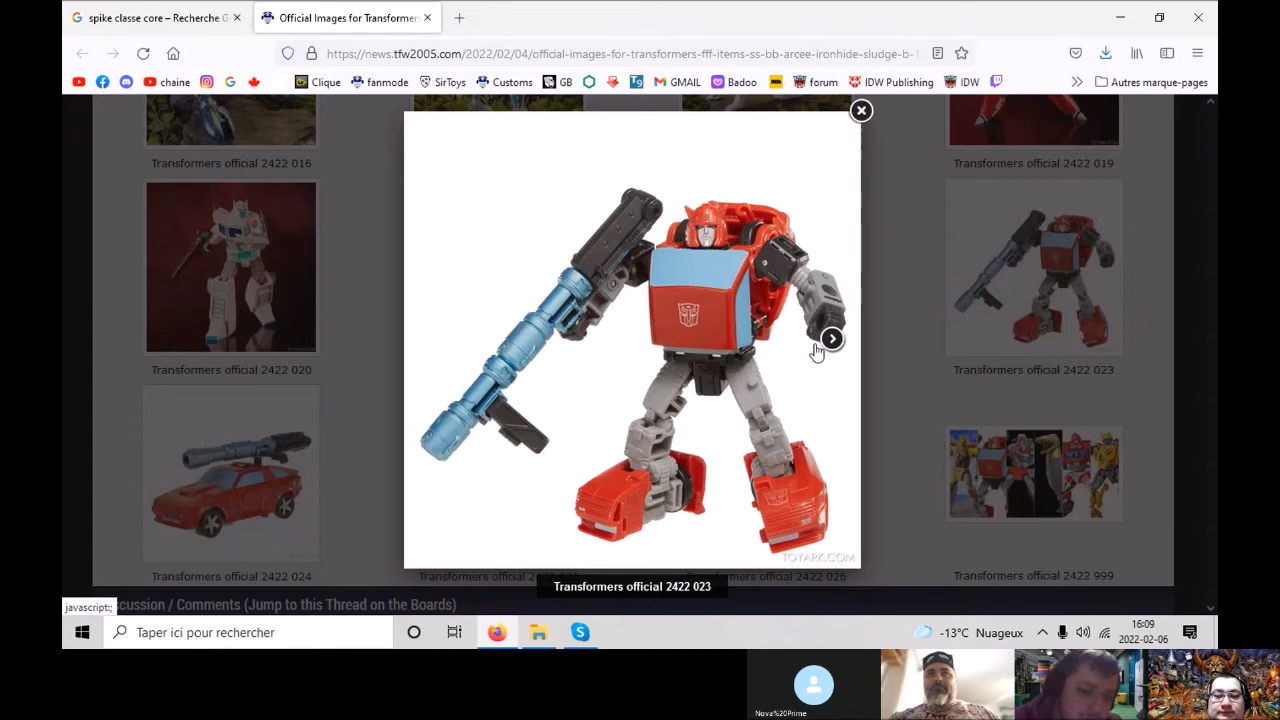 spike classe core – Recherche G
Official Images for Transformer
https://news.tfw2005.com/2022/02/04/official-images-for-transformers-fff-items-ss-bb-arcee-ironhide-sludge-b-1
chaine
Clique
fanmode
SirToys
Customs
GB
GMAIL
Badoo
forum
IDW Publishing
IDW
Autres marque-pages
Transformers official 2422 016
Transformers official 2422 019
Transformers official 2422 020
Transformers official 2422 023
TOYARK.COM
Transformers official 2422 024
026
Transformers official 2422 999
Transformers official 2422 023
javascript:;
scussion / Comments (Jump to this Thread on the Boards)
Taper ici pour rechercher
-13°C Nuageux
16:09
2022-02-06
Nova%20Prime